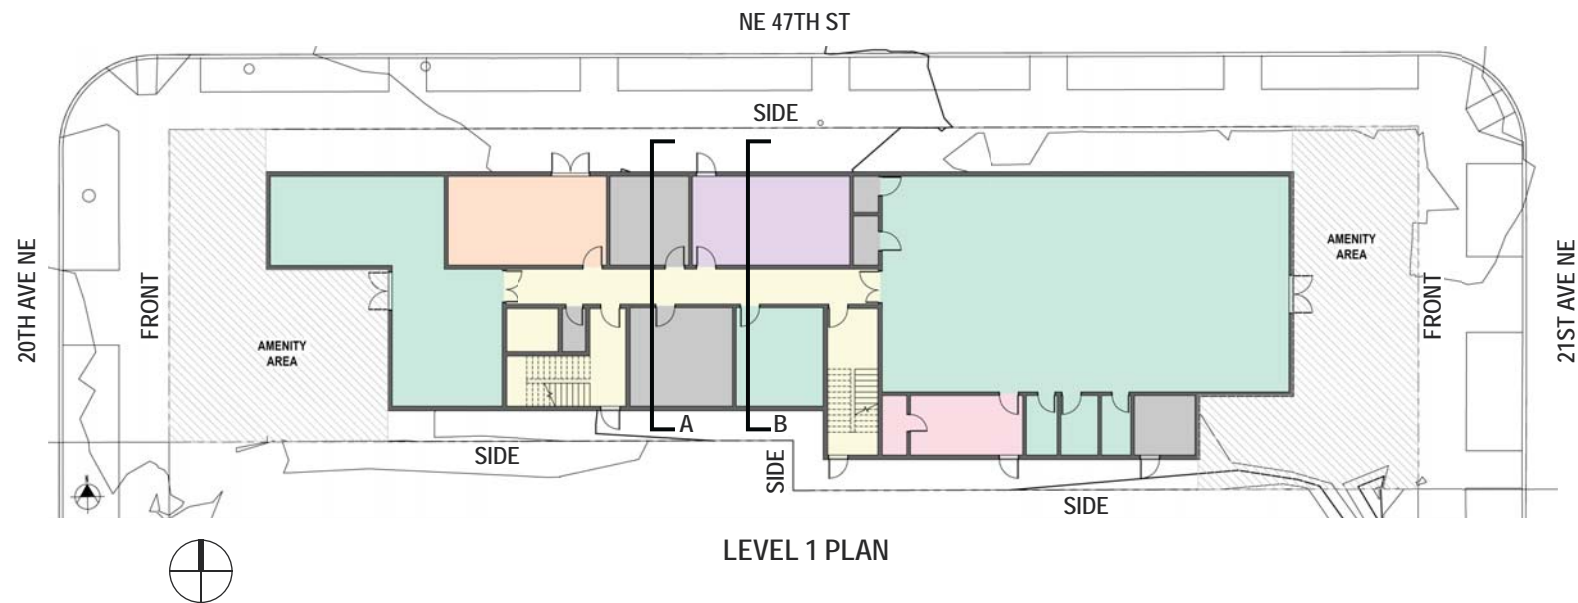 NE 47TH ST
SIDE
20TH AVE NE
FRONT
AMENITY
AREA
AMENITY
AREA
FRONT
21ST AVE NE
A
B
SIDE
SIDE
SIDE
LEVEL 1 PLAN